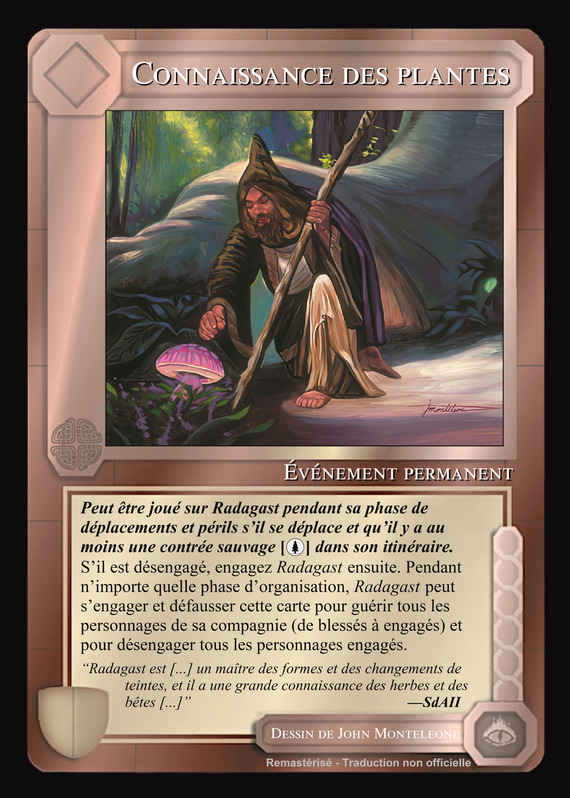 Connaissance des plantes
JMonteleone
Événement permanent
Peut être joué sur Radagast pendant sa phase de
déplacements et périls s'il se déplace et qu'il y a au
moins une contrée sauvage [ ] dans son itinéraire.
S'il est désengagé, engagez Radagast ensuite. Pendant
n'importe quelle phase d'organisation, Radagast peut
s'engager et défausser cette carte pour guérir tous les
personnages de sa compagnie (de blessés à engagés) et
pour désengager tous les personnages engagés.
“Radagast est [...] un maître des formes et des changements de
teintes, et il a une grande connaissance des herbes et des
bêtes [...]” —SdAII
Dessin de John Monteleone
Remastérisé - Traduction non officielle